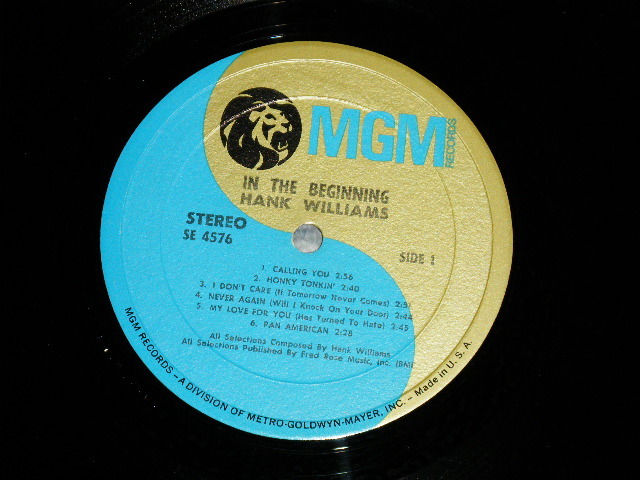 MGM
RECORDS
IN THE BEGINNING
HANK WILLIAMS
STEREO
SE 4576
SIDE 1
1. CALLING YOU 2:56
2. HONKY TONKIN' 2:40
3. I DON'T CARE (If Tomorrow Never Comes)
4. NEVER AGAIN (Will I Knock On Your Door) 2:44
5. MY LOVE FOR YOU (Has Turned To Hate) 2:45
6. PAN AMERICAN 2:28
All Selections Composed By Hank Williams
All Selections Published By Fred Rose Music, Inc. (BMI)
MGM RECORDS – A DIVISION OF METRO-GOLDWYN-MAYER, INC. – Made in U. S. A.